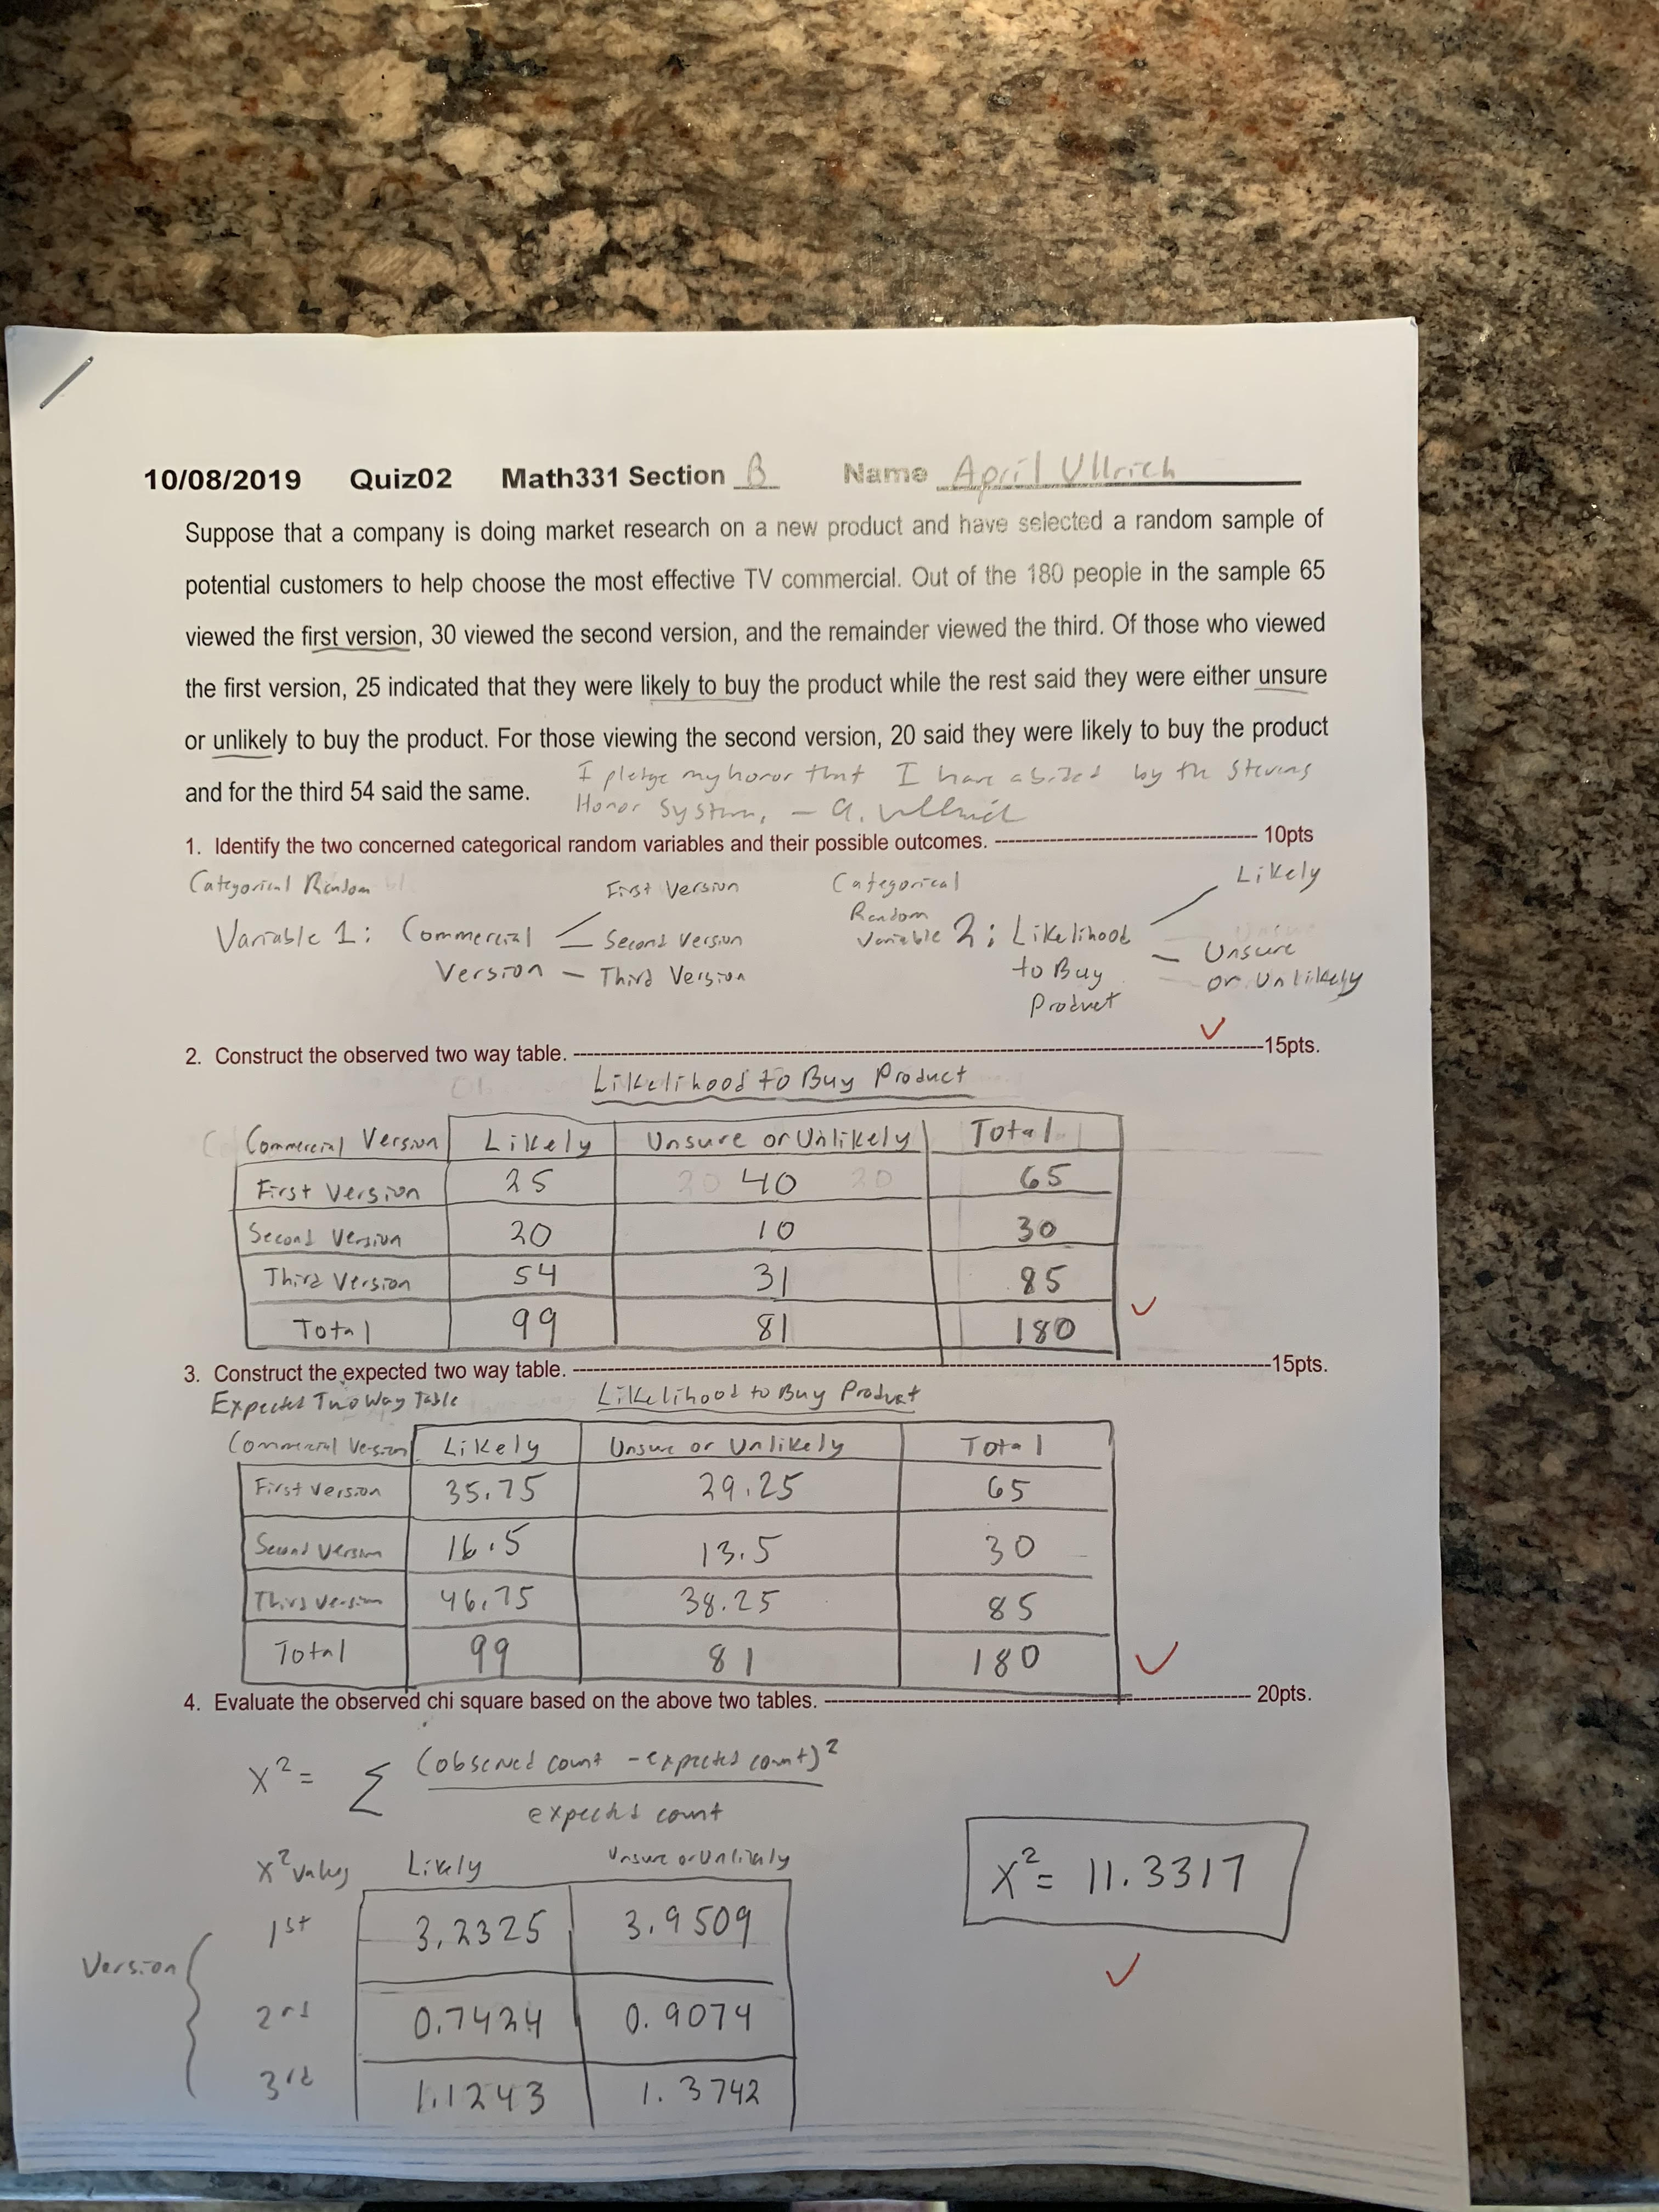 10/08/2019 Quiz02 Math331 Section B Name April Ullrich
Suppose that a company is doing market research on a new product and have selected a random sample of
potential customers to help choose the most effective TV commercial. Out of the 180 people in the sample 65
viewed the first version, 30 viewed the second version, and the remainder viewed the third. Of those who viewed
the first version, 25 indicated that they were likely to buy the product while the rest said they were either unsure
or unlikely to buy the product. For those viewing the second version, 20 said they were likely to buy the product
and for the third 54 said the same.
I pledge my honor that I have abided by the Stevens
Honor System, – A. Ullrich
1. Identify the two concerned categorical random variables and their possible outcomes. 10pts
Categorical Random
Variable 1: Commercial Version
First Version
Second Version
Third Version
Categorical
Random
Variable 2: Likelihood
to Buy
Product
Likely
Unsure
or Unlikely
2. Construct the observed two way table. 15pts.
Likelihood to Buy Product
Commercial Version Likely Unsure or Unlikely Total
First Version 25 40 65
Second Version 20 10 30
Third Version 54 31 85
Total 99 81 180
3. Construct the expected two way table. 15pts.
Expected Two Way Table Likelihood to Buy Product
Commercial Version Likely Unsure or Unlikely Total
First Version 35.75 29.25 65
Second Version 16.5 13.5 30
Third Version 46.75 38.25 85
Total 99 81 180
4. Evaluate the observed chi square based on the above two tables. 20pts.
X² = Σ (observed count - expected count)²
expected count
X² values Likely Unsure or Unlikely
X² = 11.3317
1st 3.2325 3.9509
Version
2nd 0.7424 0.9074
3rd 1.1243 1.3742